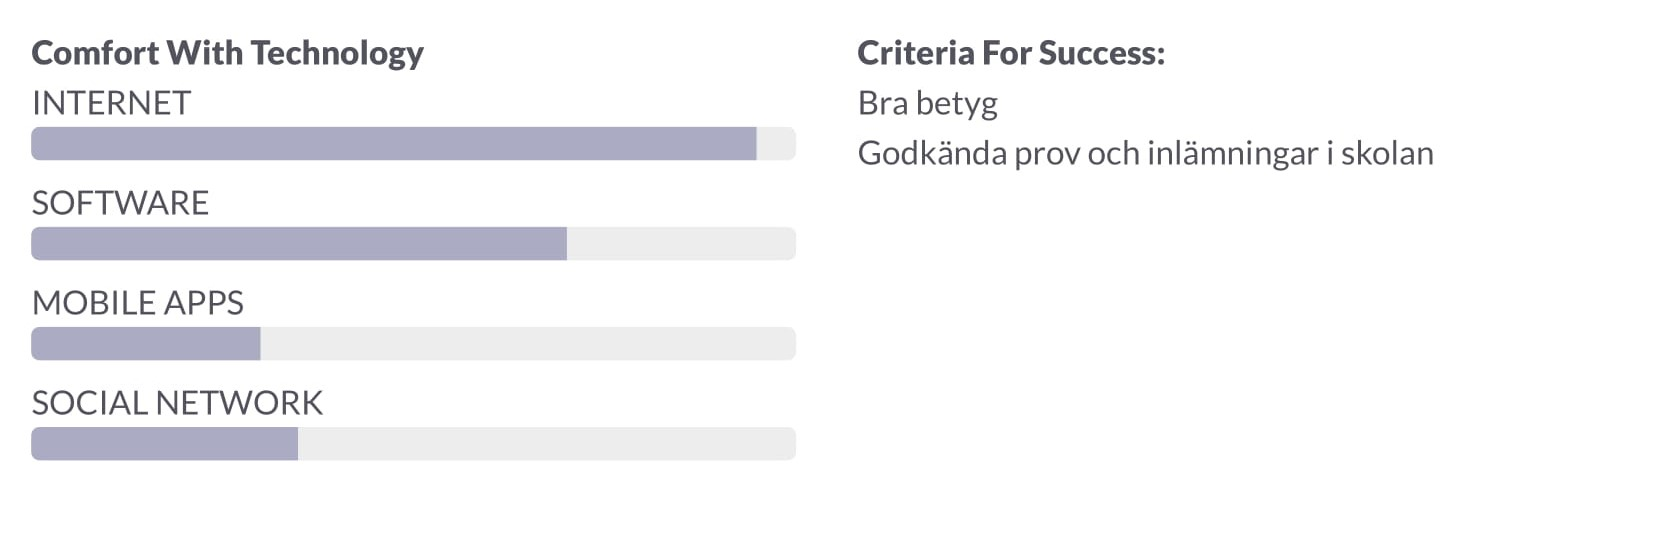 Comfort With Technology
INTERNET
SOFTWARE
MOBILE APPS
SOCIAL NETWORK
Criteria For Success:
Bra betyg
Godkända prov och inlämningar i skolan